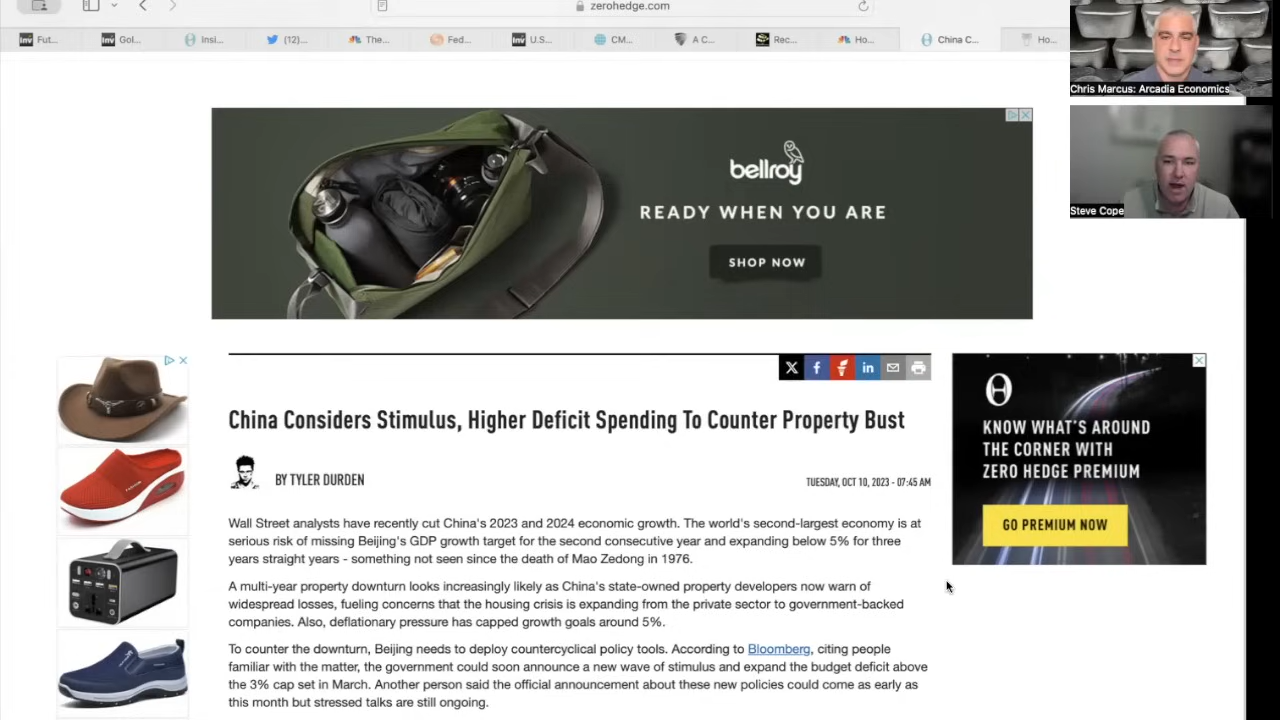 zerohedge.com
Fut...
Gol...
Insi...
(12)...
The...
Fed...
U.S...
CM...
A C...
Rec...
Ho...
China C...
Ho...
Chris Marcus: Arcadia Economics
Steve Cope
bellroy
READY WHEN YOU ARE
SHOP NOW
China Considers Stimulus, Higher Deficit Spending To Counter Property Bust
BY TYLER DURDEN
TUESDAY, OCT 10, 2023 - 07:45 AM
Wall Street analysts have recently cut China's 2023 and 2024 economic growth. The world's second-largest economy is at
serious risk of missing Beijing's GDP growth target for the second consecutive year and expanding below 5% for three
years straight years - something not seen since the death of Mao Zedong in 1976.
A multi-year property downturn looks increasingly likely as China's state-owned property developers now warn of
widespread losses, fueling concerns that the housing crisis is expanding from the private sector to government-backed
companies. Also, deflationary pressure has capped growth goals around 5%.
To counter the downturn, Beijing needs to deploy countercyclical policy tools. According to Bloomberg, citing people
familiar with the matter, the government could soon announce a new wave of stimulus and expand the budget deficit above
the 3% cap set in March. Another person said the official announcement about these new policies could come as early as
this month but stressed talks are still ongoing.
KNOW WHAT'S AROUND
THE CORNER WITH
ZERO HEDGE PREMIUM
GO PREMIUM NOW